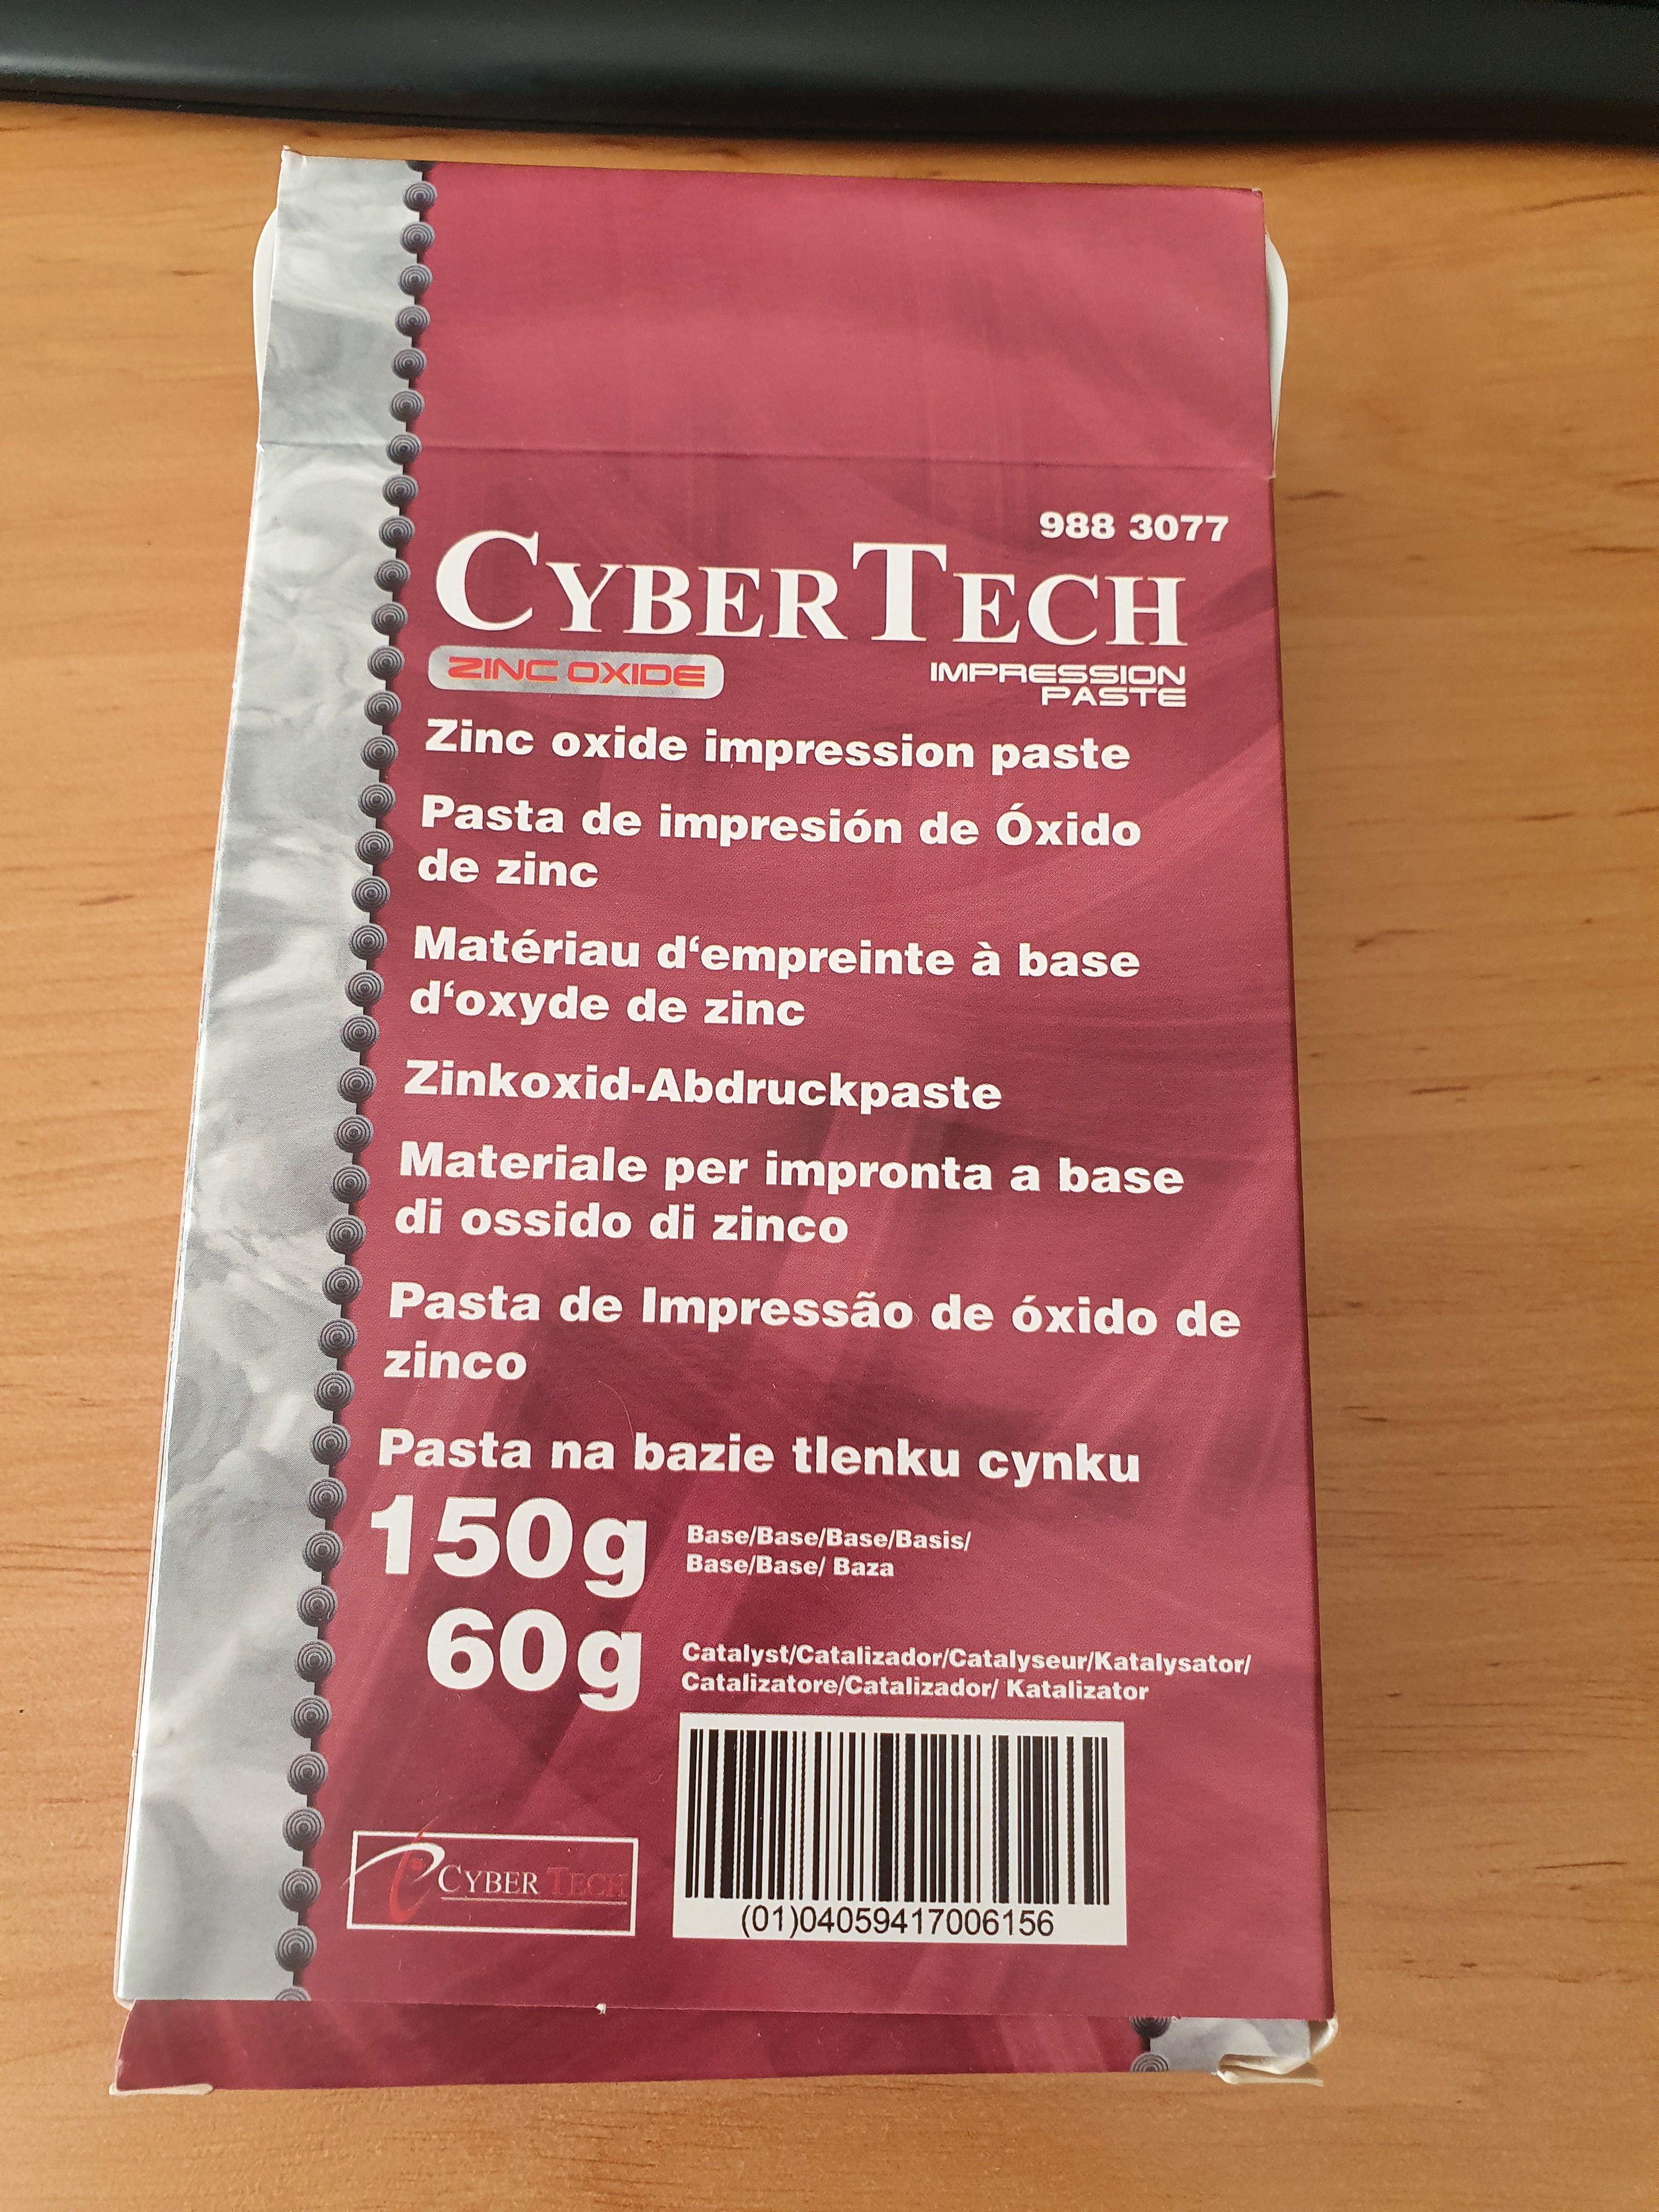 988 3077
CYBERTECH
ZINC OXIDE
IMPRESSION
PASTE
Zinc oxide impression paste
Pasta de impresión de Óxido
de zinc
Matériau d‘empreinte à base
d‘oxyde de zinc
Zinkoxid-Abdruckpaste
Materiale per impronta a base
di ossido di zinco
Pasta de Impressão de óxido de
zinco
Pasta na bazie tlenku cynku
150g
Base/Base/Base/Basis/
Base/Base/ Baza
60g
Catalyst/Catalizador/Catalyseur/Katalysator/
Catalizatore/Catalizador/ Katalizator
CYBER TECH
(01)04059417006156